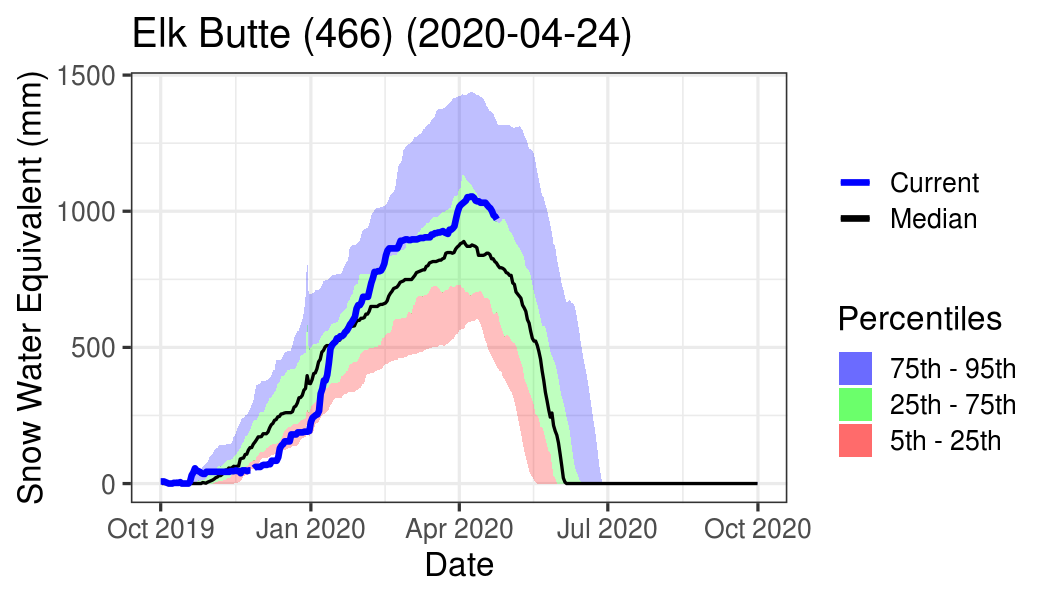 Elk Butte (466) (2020-04-24)
Snow Water Equivalent (mm)
1500
1000
500
0
Oct 2019
Jan 2020
Apr 2020
Jul 2020
Oct 2020
Date
Current
Median
Percentiles
75th - 95th
25th - 75th
5th - 25th